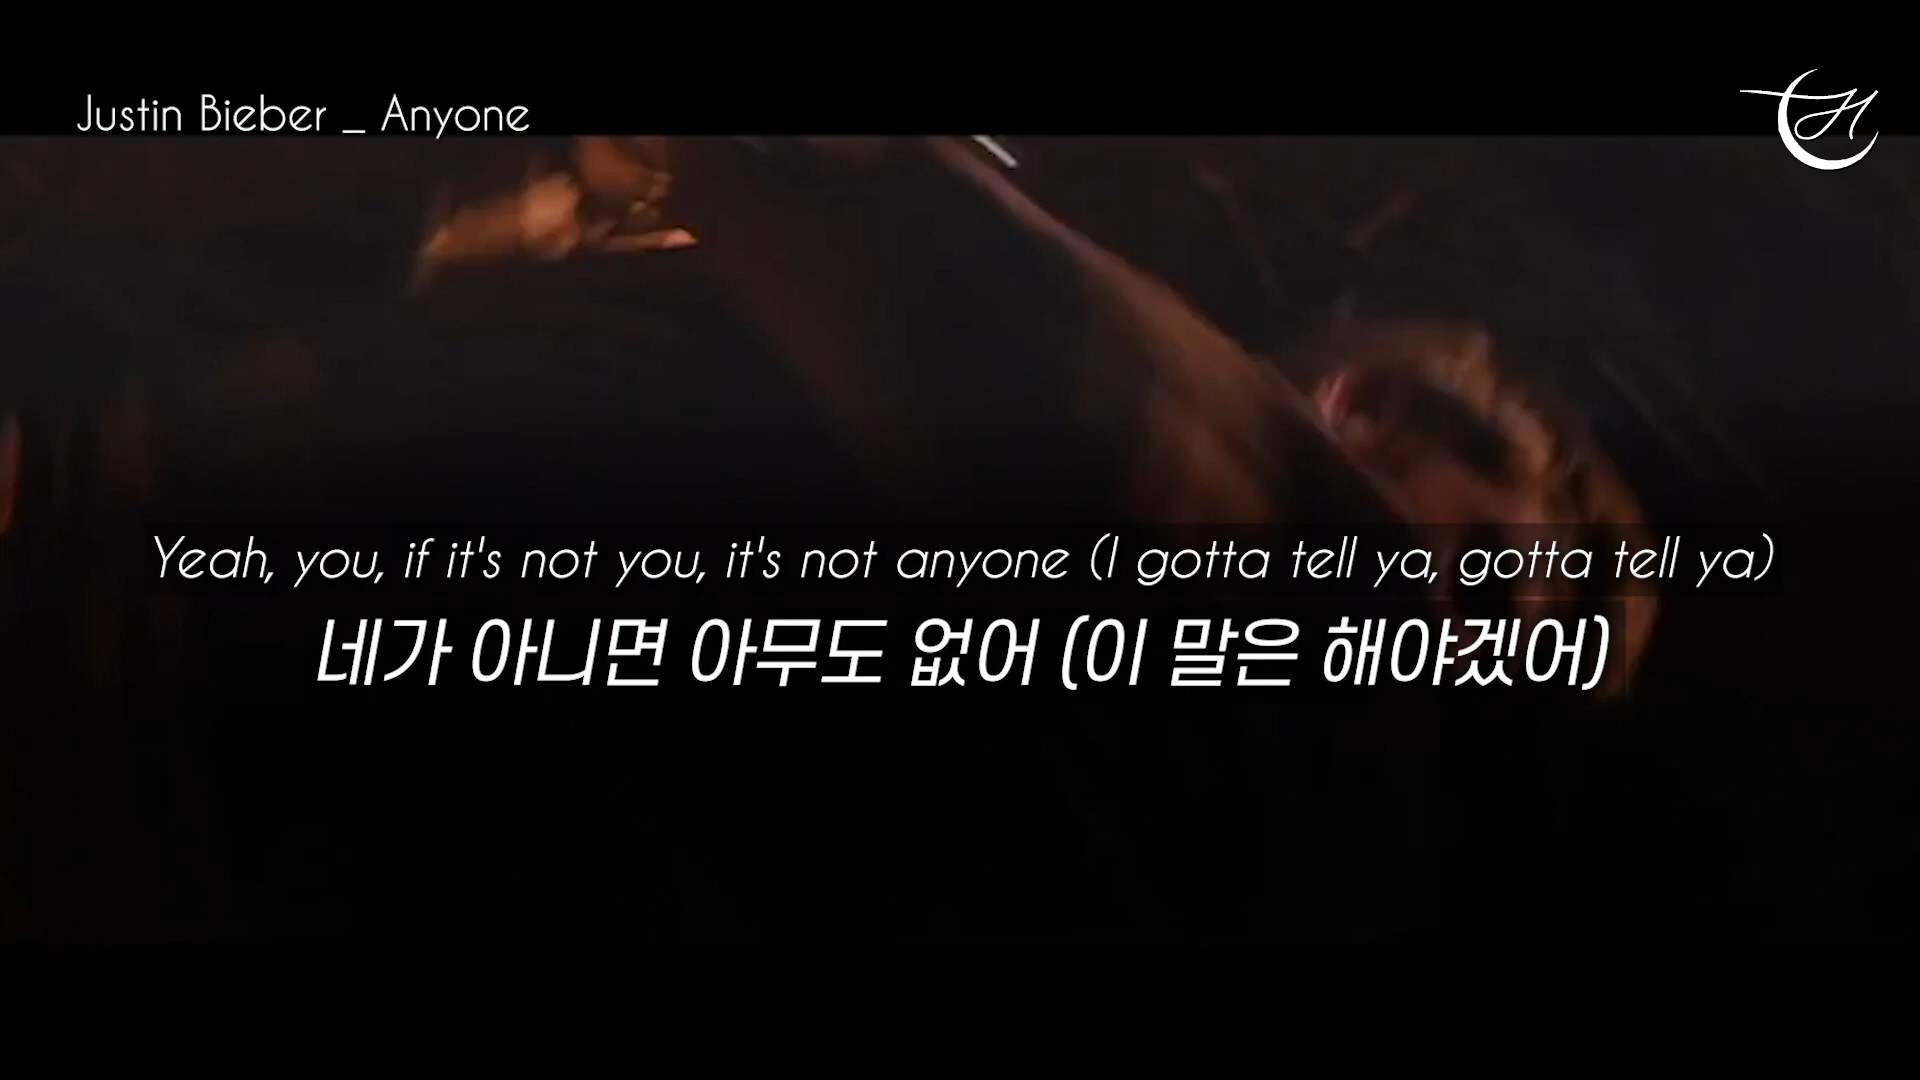 Justin Bieber _ Anyone
Yeah, you, if it's not you, it's not anyone (I gotta tell ya, gotta tell ya)
네가 아니면 아무도 없어 (이 말은 해야겠어)